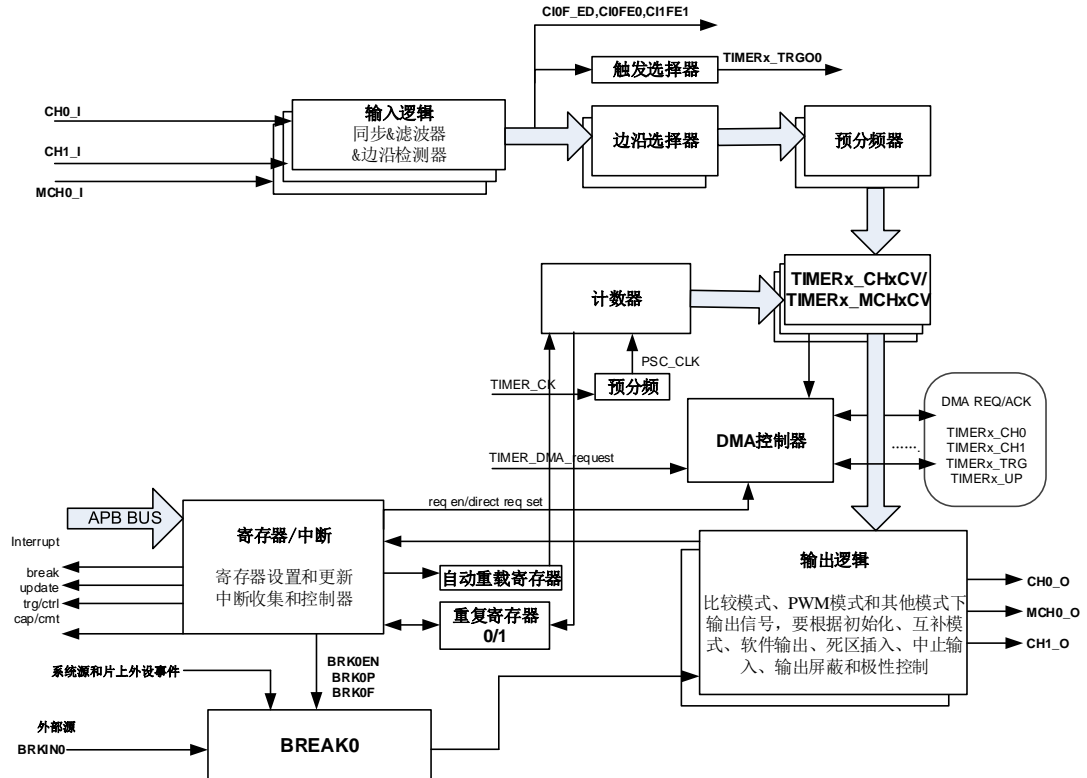 CI0F_ED,CI0FE0,CI1FE1
触发选择器
TIMERx_TRGO0
CH0_I
CH1_I
MCH0_I
输入逻辑
同步&滤波器
&边沿检测器
边沿选择器
预分频器
计数器
TIMERx_CHxCV/
TIMERx_MCHxCV
PSC_CLK
TIMER_CK
预分频
DMA控制器
TIMER_DMA_request
DMA REQ/ACK
TIMERx_CH0
TIMERx_CH1
TIMERx_TRG
TIMERx_UP
…….
req en/direct req set
APB BUS
Interrupt
break
update
trg/ctrl
cap/cmt
寄存器/中断
寄存器设置和更新
中断收集和控制器
自动重载寄存器
重复寄存器
0/1
输出逻辑
比较模式、PWM模式和其他模式下
输出信号，要根据初始化、互补模
式、软件输出、死区插入、中止输
入、输出屏蔽和极性控制
CH0_O
MCH0_O
CH1_O
BRK0EN
BRK0P
BRK0F
系统源和片上外设事件
外部源
BRKIN0
BREAK0